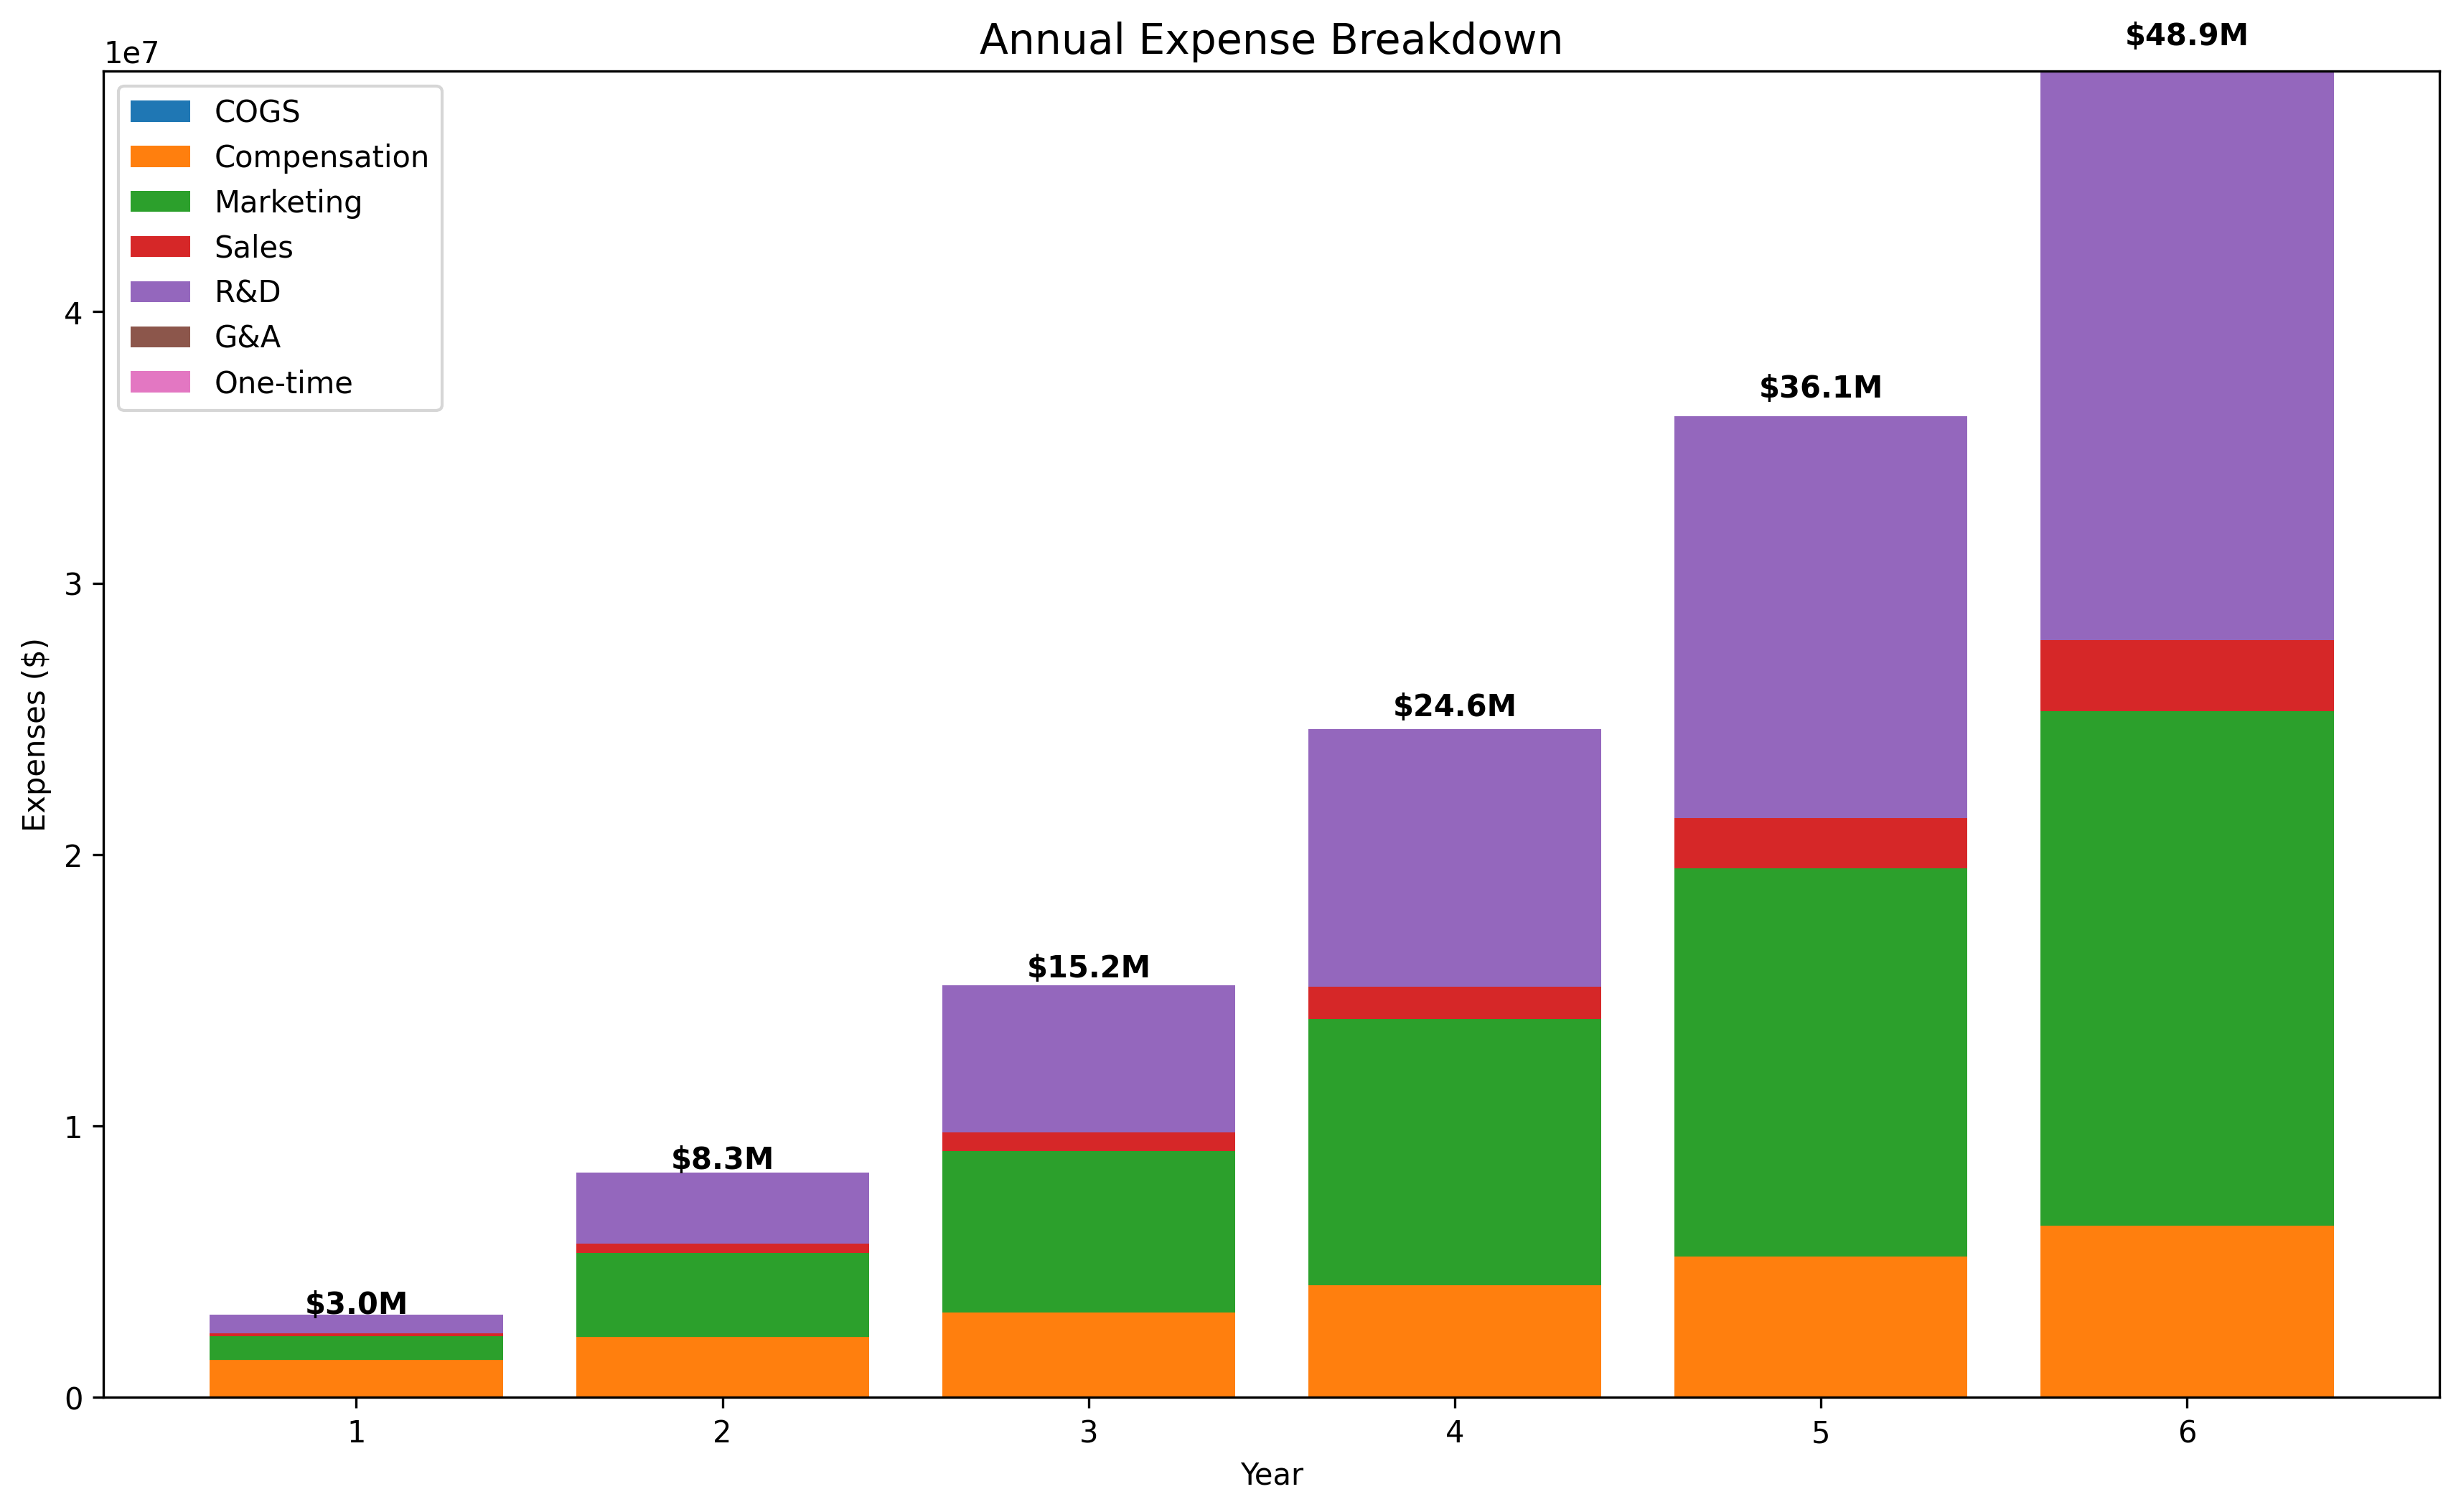 Annual Expense Breakdown
1e7
COGS
Compensation
Marketing
Sales
R&D
G&A
One-time
$3.0M
$8.3M
$15.2M
$24.6M
$36.1M
$48.9M
Expenses ($)
4
3
2
1
0
1
2
3
4
5
6
Year